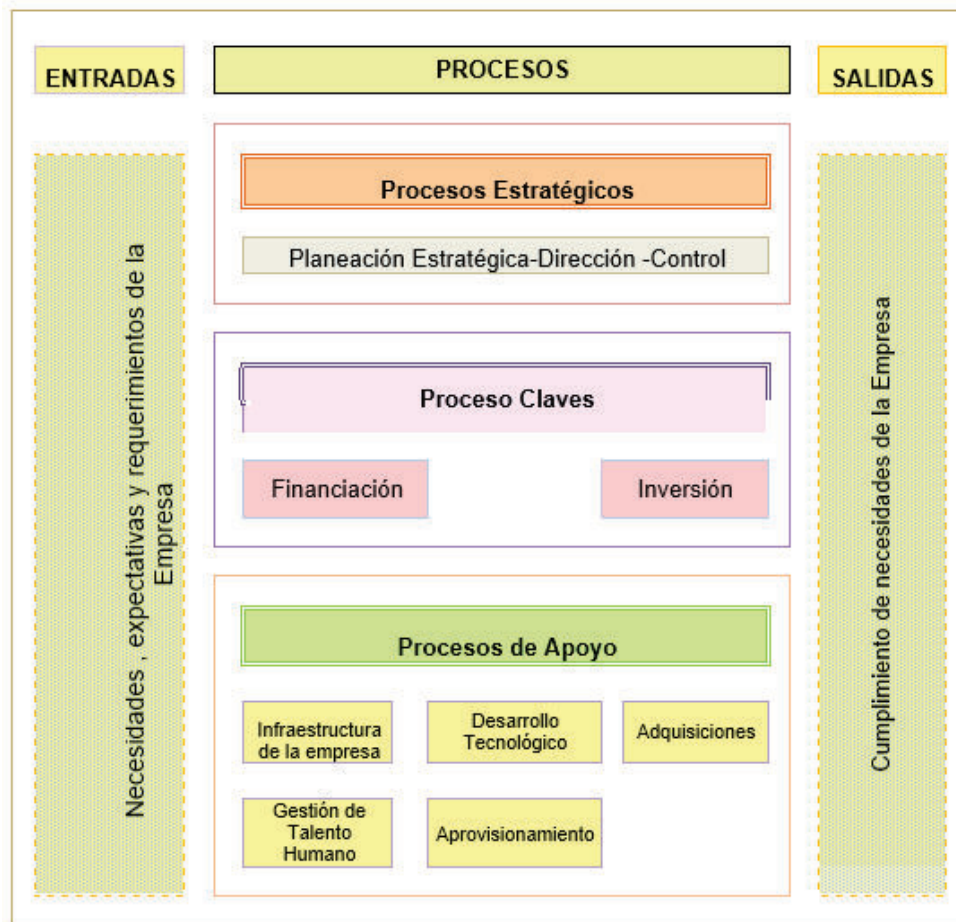 ENTRADAS
PROCESOS
SALIDAS
Necesidades , expectativas y requerimientos de la
Empresa
Procesos Estratégicos
Planeación Estratégica-Dirección -Control
Proceso Claves
Financiación
Inversión
Procesos de Apoyo
Infraestructura
de la empresa
Desarrollo
Tecnológico
Adquisiciones
Gestión de
Talento
Humano
Aprovisionamiento
Cumplimiento de necesidades de la Empresa